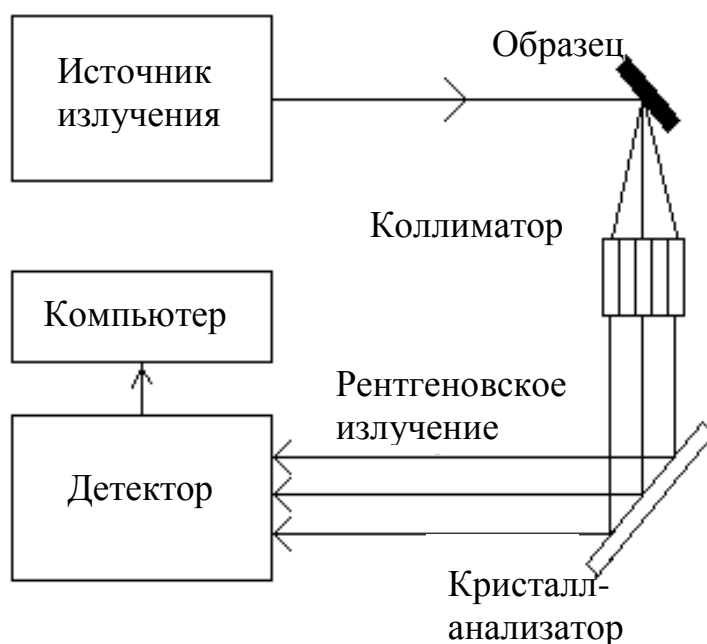 Источник
излучения
Образец
Коллиматор
Компьютер
Рентгеновское
излучение
Детектор
Кристалл-
анализатор